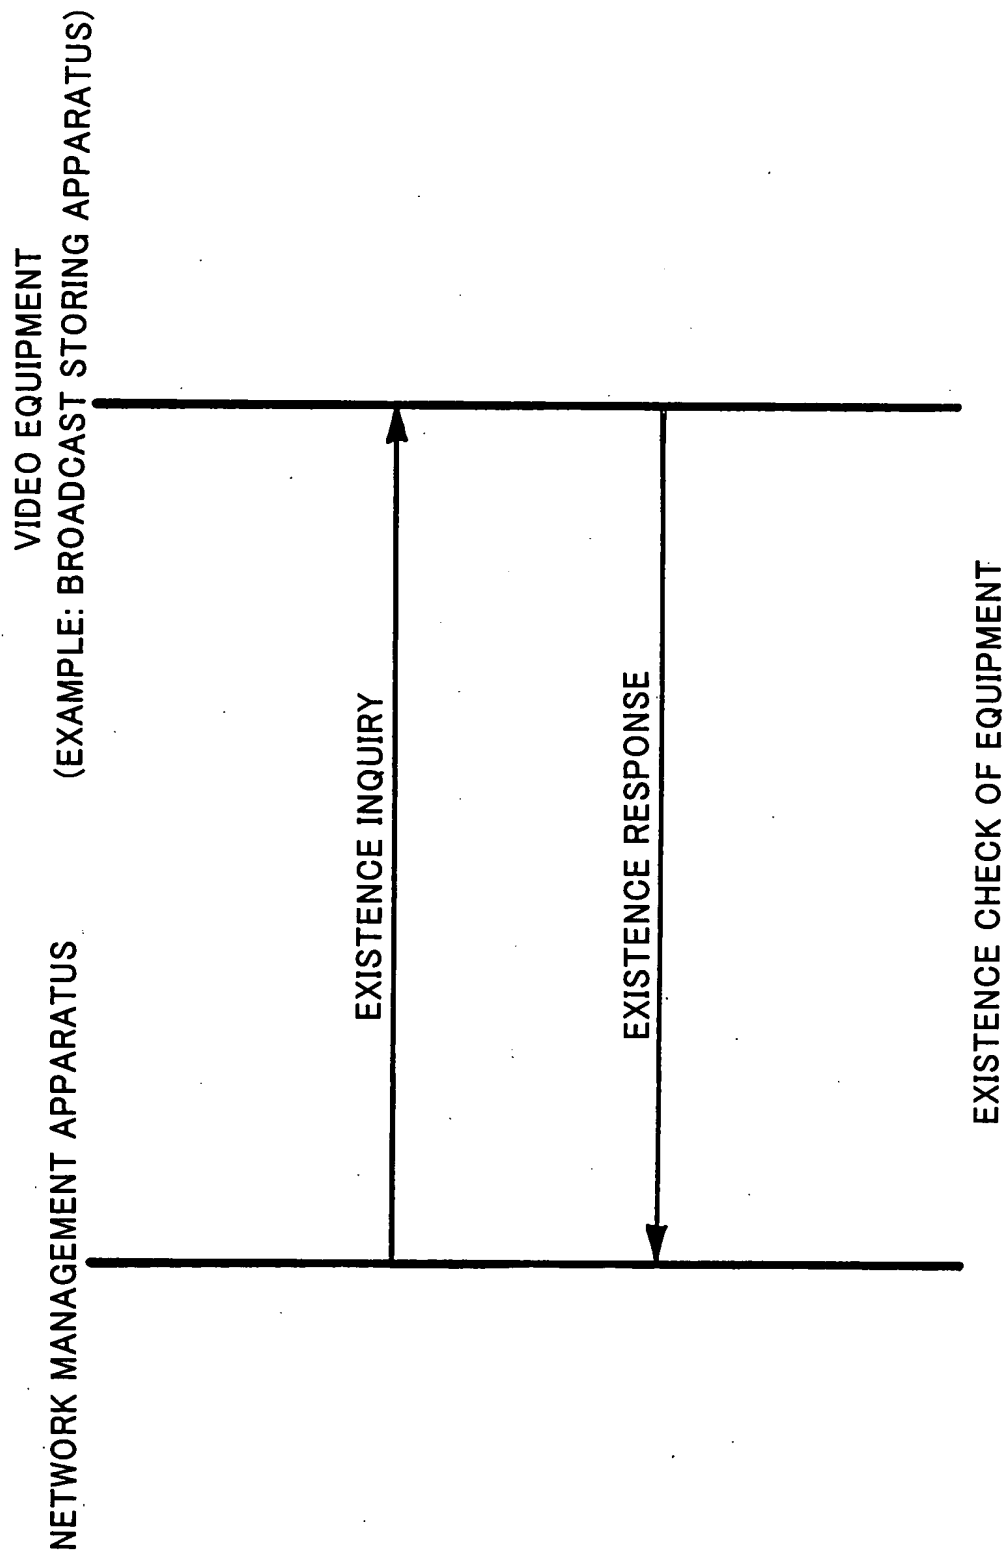 NETWORK MANAGEMENT APPARATUS
VIDEO EQUIPMENT
(EXAMPLE: BROADCAST STORING APPARATUS)
EXISTENCE INQUIRY
EXISTENCE RESPONSE
EXISTENCE CHECK OF EQUIPMENT